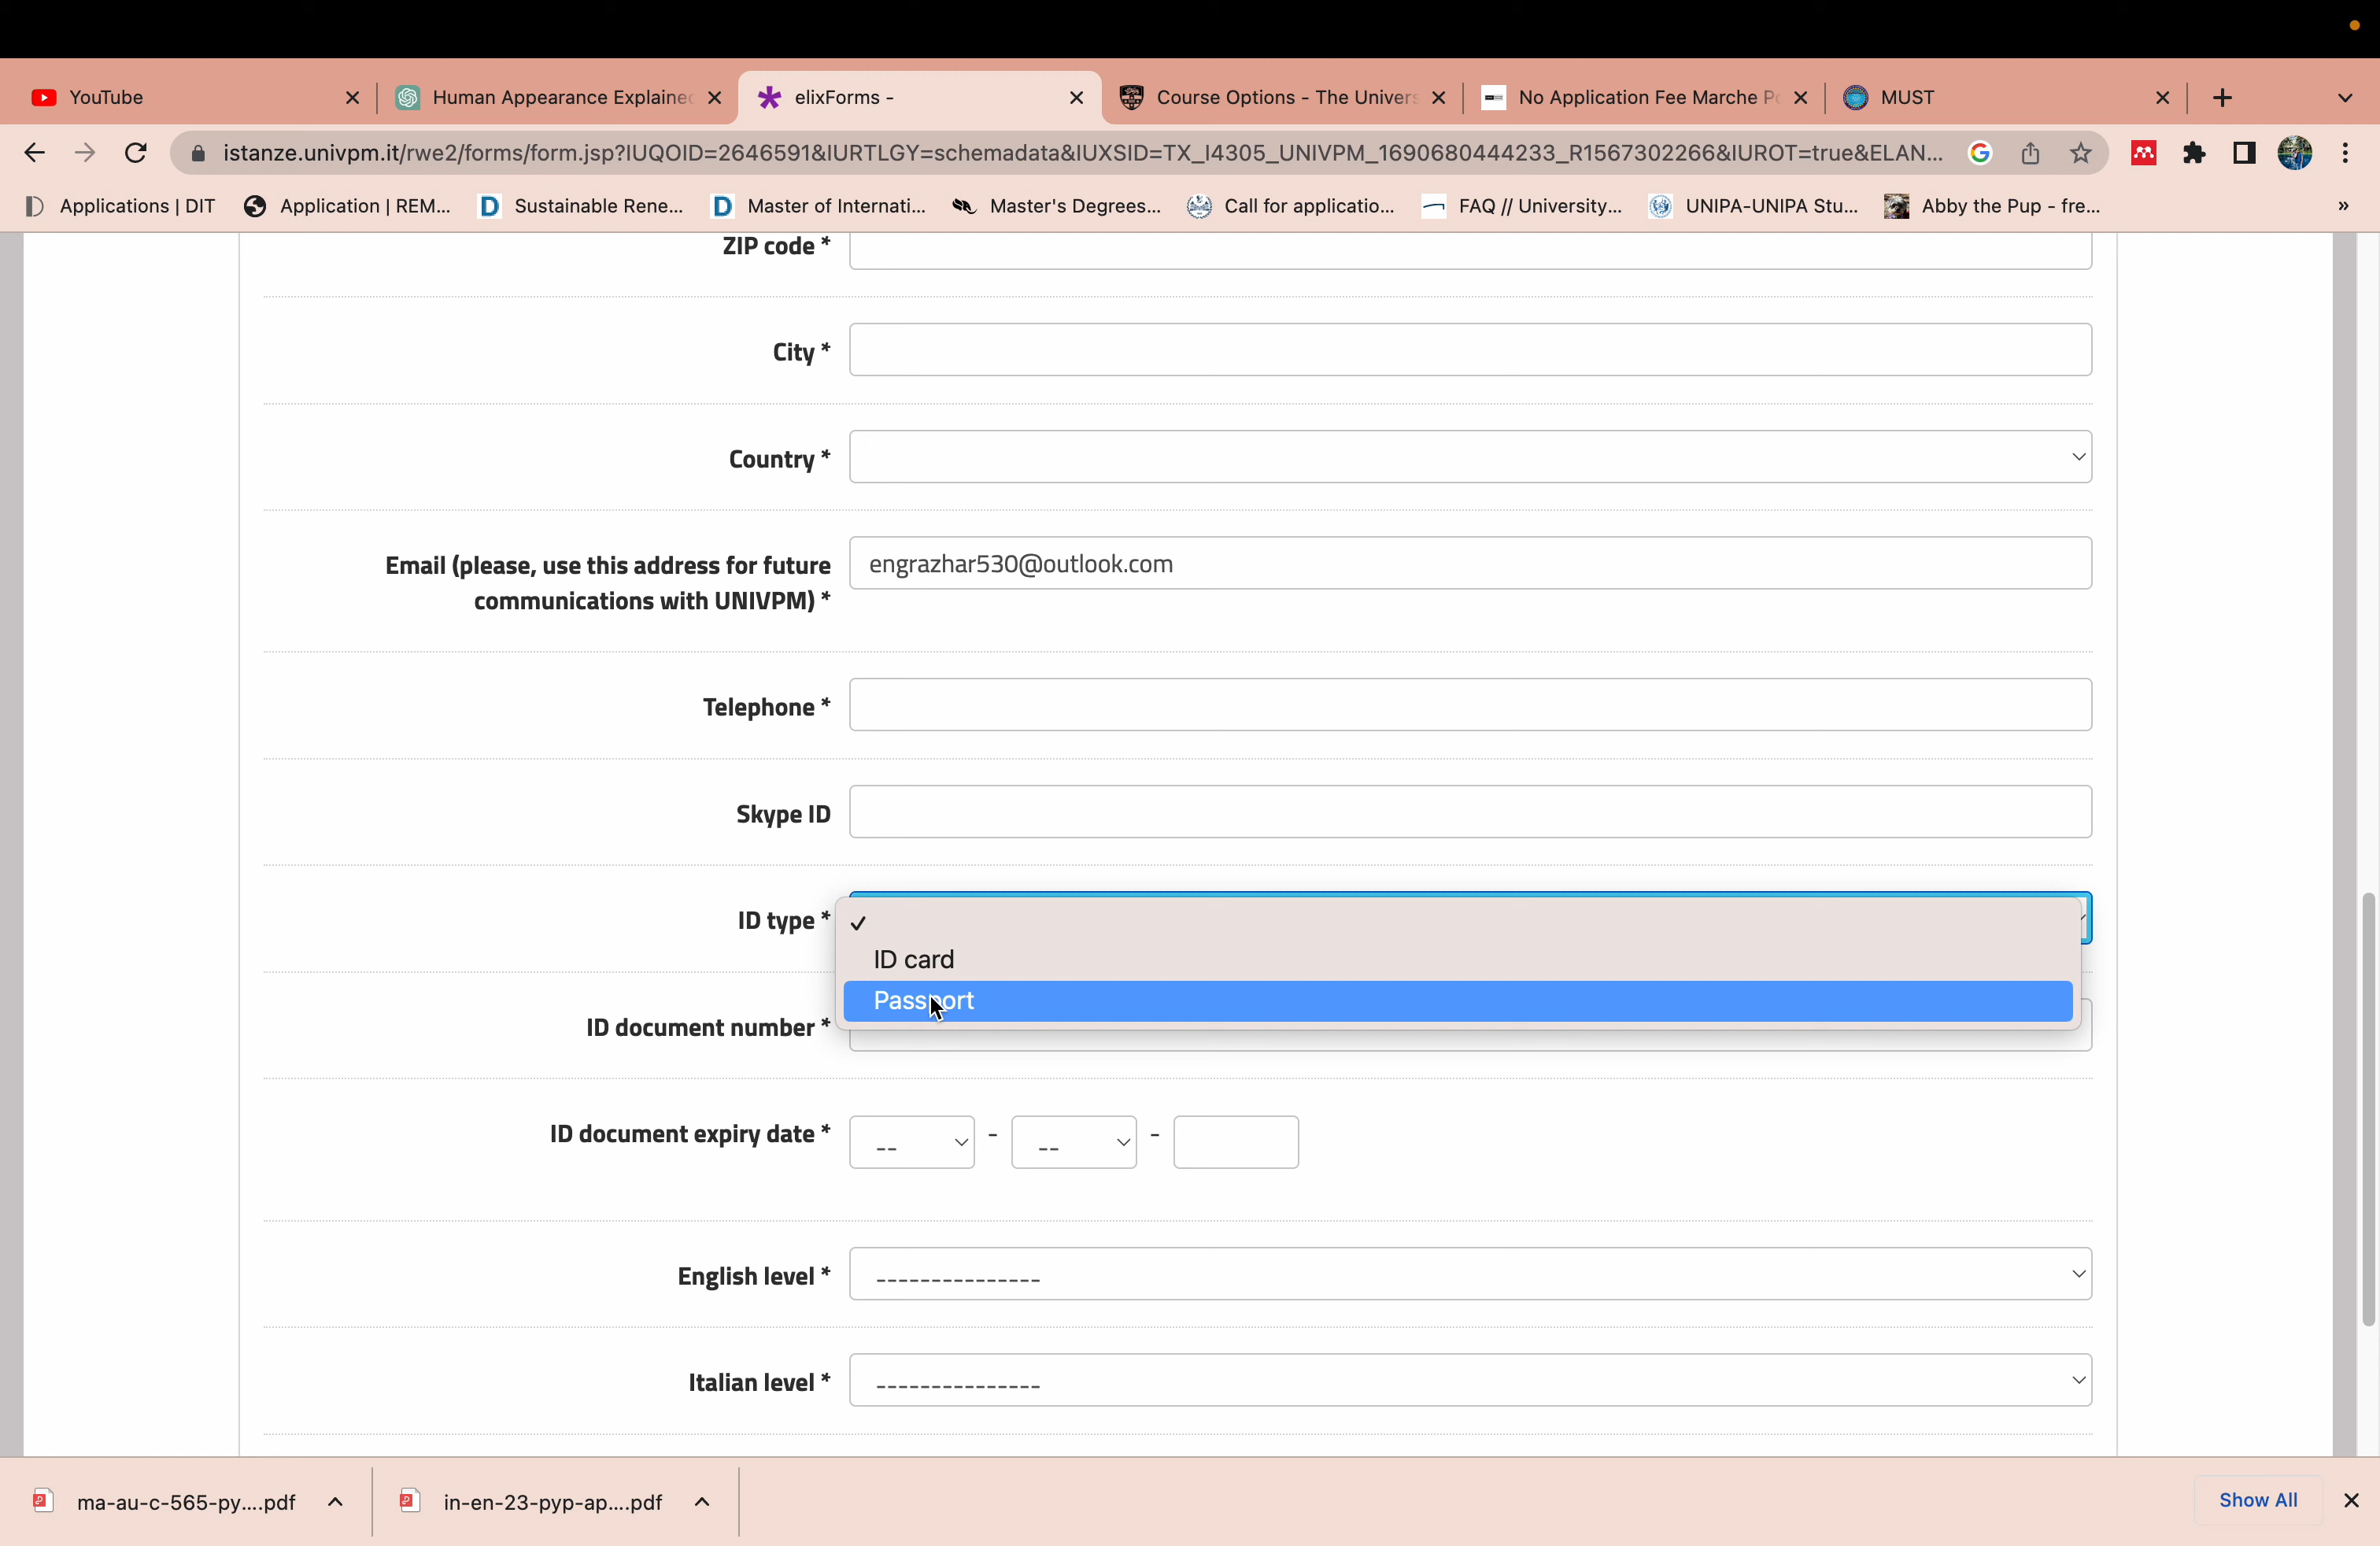 YouTube
Human Appearance Explained
elixForms -
Course Options - The Univers
No Application Fee Marche Po
MUST
istanze.univpm.it/rwe2/forms/form.jsp?IUQOID=2646591&IURTLGY=schemadata&IUXSID=TX_I4305_UNIVPM_1690680444233_R1567302266&IUROT=true&ELAN...
Applications | DIT
Application | REM...
Sustainable Rene...
Master of Internati...
Master's Degrees...
Call for applicatio...
FAQ // University...
UNIPA-UNIPA Stu...
Abby the Pup - fre...
»
ZIP code *
City *
Country *
Email (please, use this address for future
communications with UNIVPM) *
engrazhar530@outlook.com
Telephone *
Skype ID
ID type *
ID card
Passport
ID document number *
ID document expiry date *
-- - -- -
English level *
---------------
Italian level *
---------------
ma-au-c-565-py....pdf
in-en-23-pyp-ap....pdf
Show All